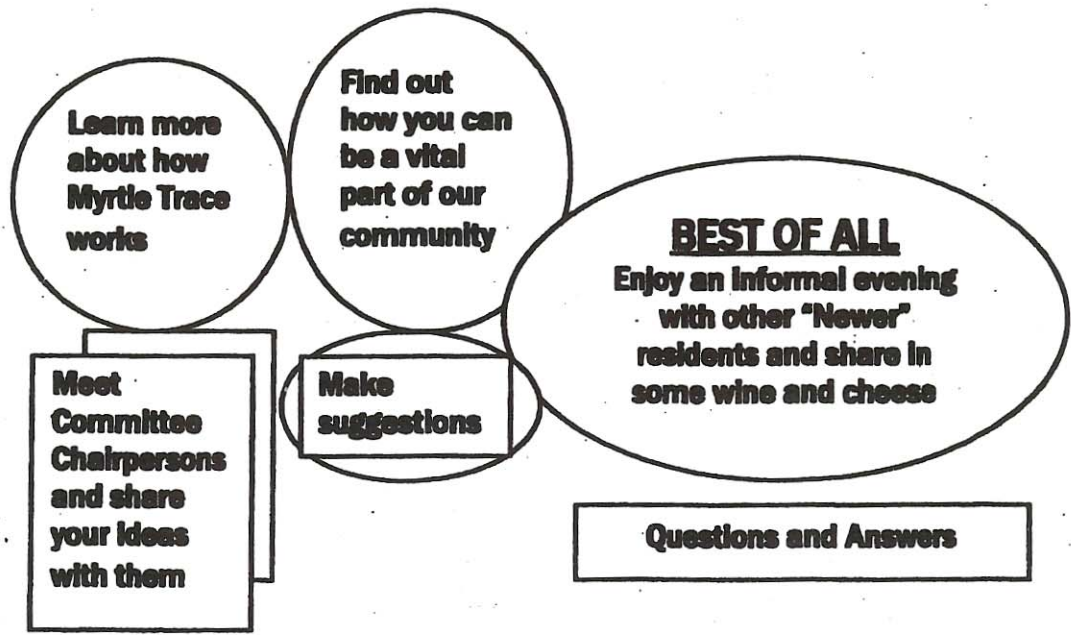 Learn more
about how
Myrtle Trace
works
Find out
how you can
be a vital
part of our
community
BEST OF ALL
Enjoy an informal evening
with other "Newer"
residents and share in
some wine and cheese
Meet
Committee
Chairpersons
and share
your ideas
with them
Make
suggestions
Questions and Answers